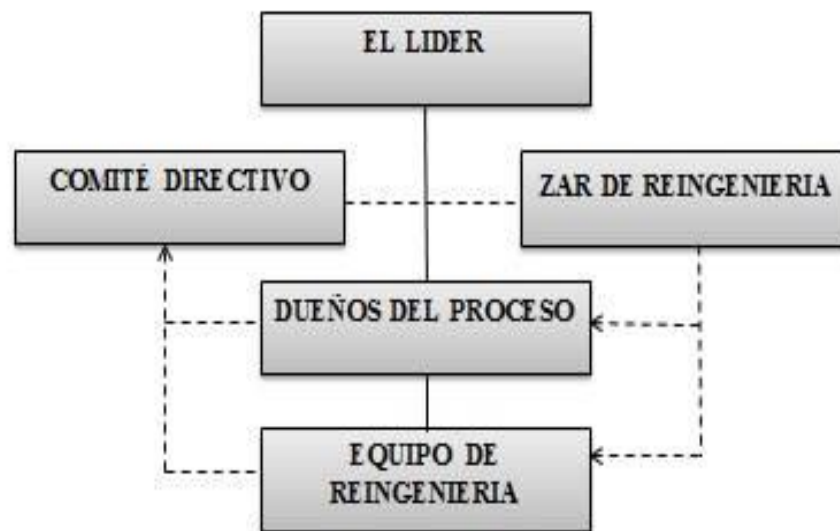 EL LIDER
COMITÉ DIRECTIVO
ZAR DE REINGENIERIA
DUEÑOS DEL PROCESO
EQUIPO DE
REINGENIERIA